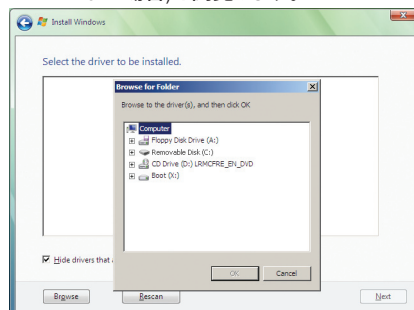 Install Windows
Select the driver to be installed.
Browse for Folder
Browse to the driver(s), and then click OK
Computer
Floppy Disk Drive (A:)
Removable Disk (C:)
CD Drive (D:) LRMCFRE_EN_DVD
Boot (X:)
Hide drivers that
OK
Cancel
Browse
Rescan
Next